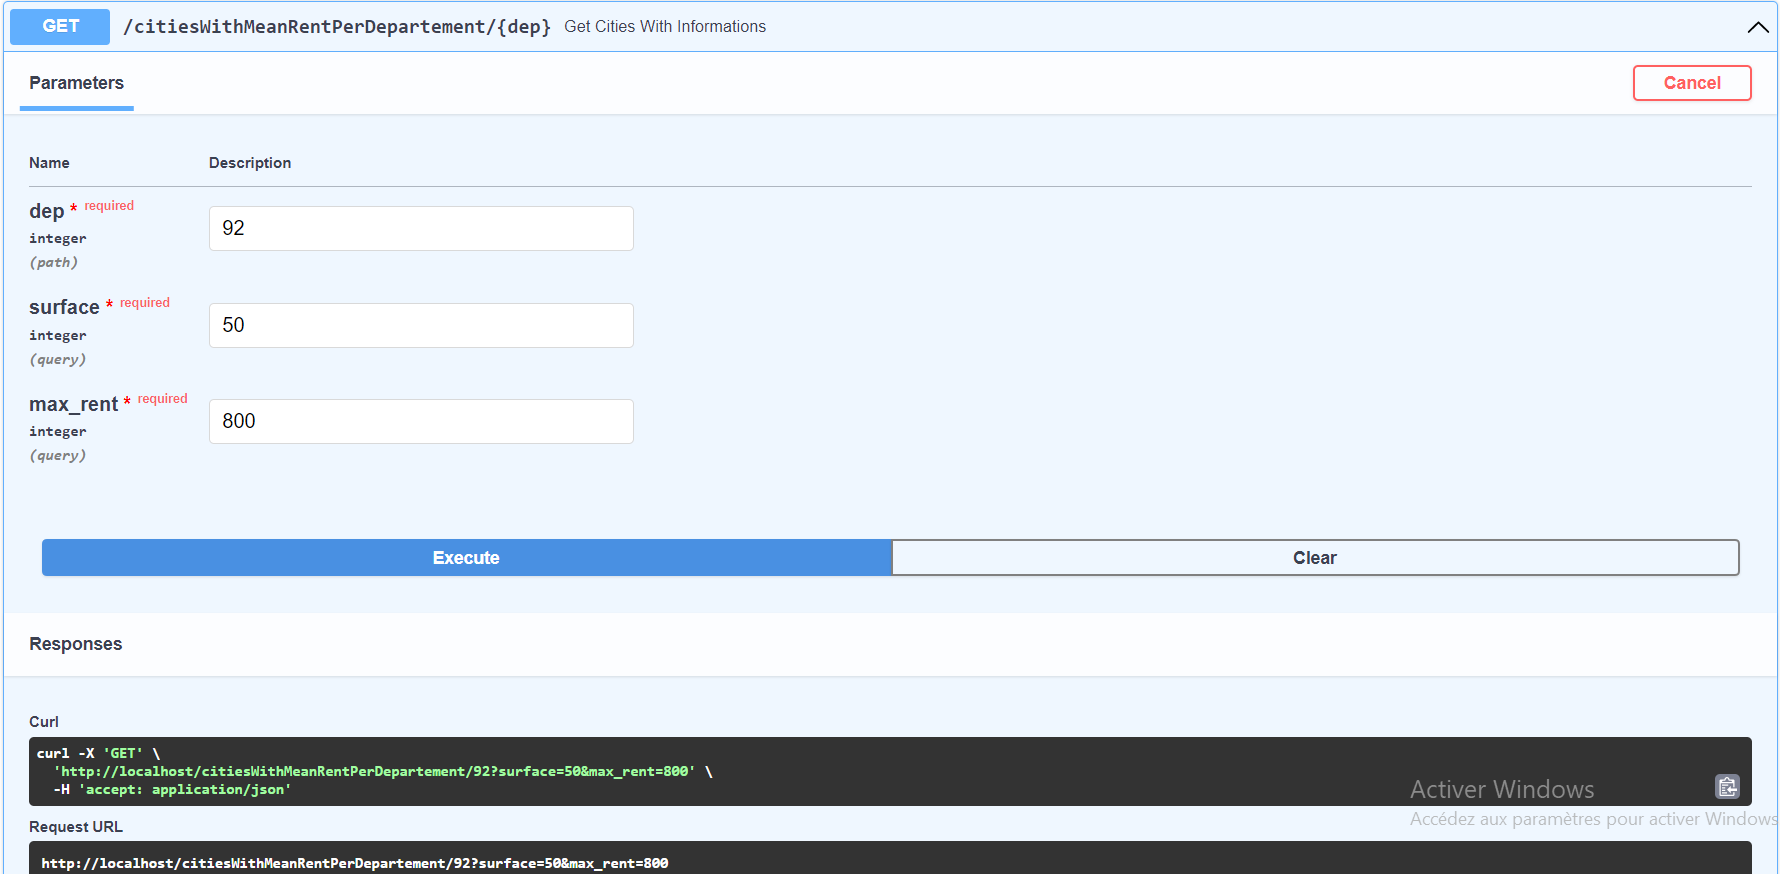 GET /citiesWithMeanRentPerDepartement/{dep} Get Cities With Informations
Parameters
Cancel
Name Description
dep * required
integer
(path)
92
surface * required
integer
(query)
50
max_rent * required
integer
(query)
800
Execute Clear
Responses
Curl
curl -X 'GET' \
'http://localhost/citiesWithMeanRentPerDepartement/92?surface=50&max_rent=800' \
-H 'accept: application/json'
Activer Windows
Accédez aux paramètres pour activer Windows
Request URL
http://localhost/citiesWithMeanRentPerDepartement/92?surface=50&max_rent=800